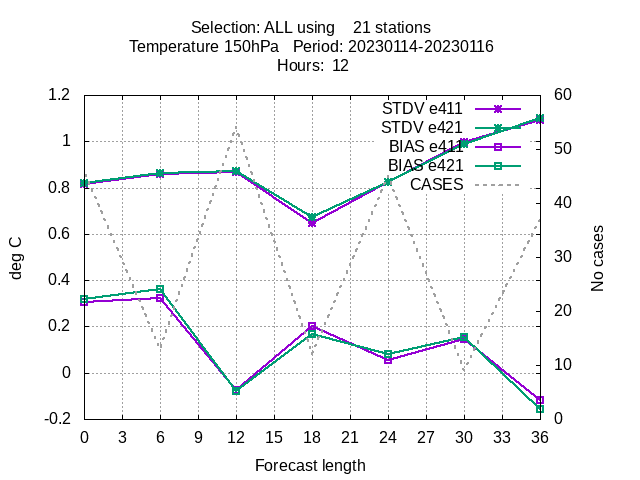 Selection: ALL using    21 stations
Temperature 150hPa   Period: 20230114-20230116
Hours:  12
STDV e411
STDV e421
BIAS e411
BIAS e421
CASES
1.2
1
0.8
0.6
0.4
0.2
0
-0.2
60
50
40
30
20
10
0
deg C
No cases
0 3 6 9 12 15 18 21 24 27 30 33 36
Forecast length